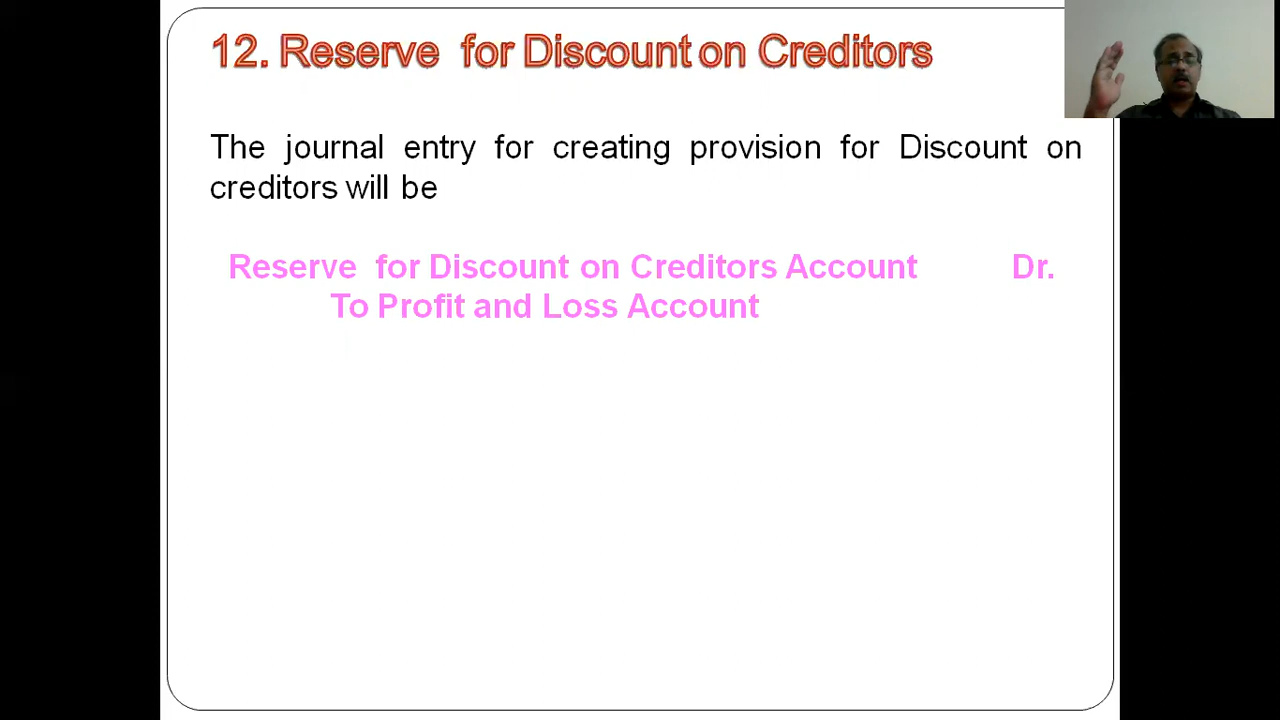 12. Reserve for Discount on Creditors
The journal entry for creating provision for Discount on
creditors will be
Reserve for Discount on Creditors Account Dr.
To Profit and Loss Account